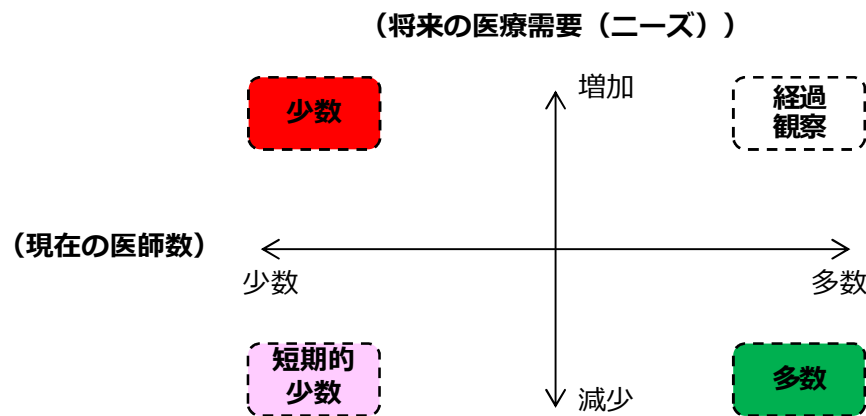 （将来の医療需要（ニーズ））
増加
少数
経過
観察
（現在の医師数）
少数
多数
短期的
少数
多数
減少